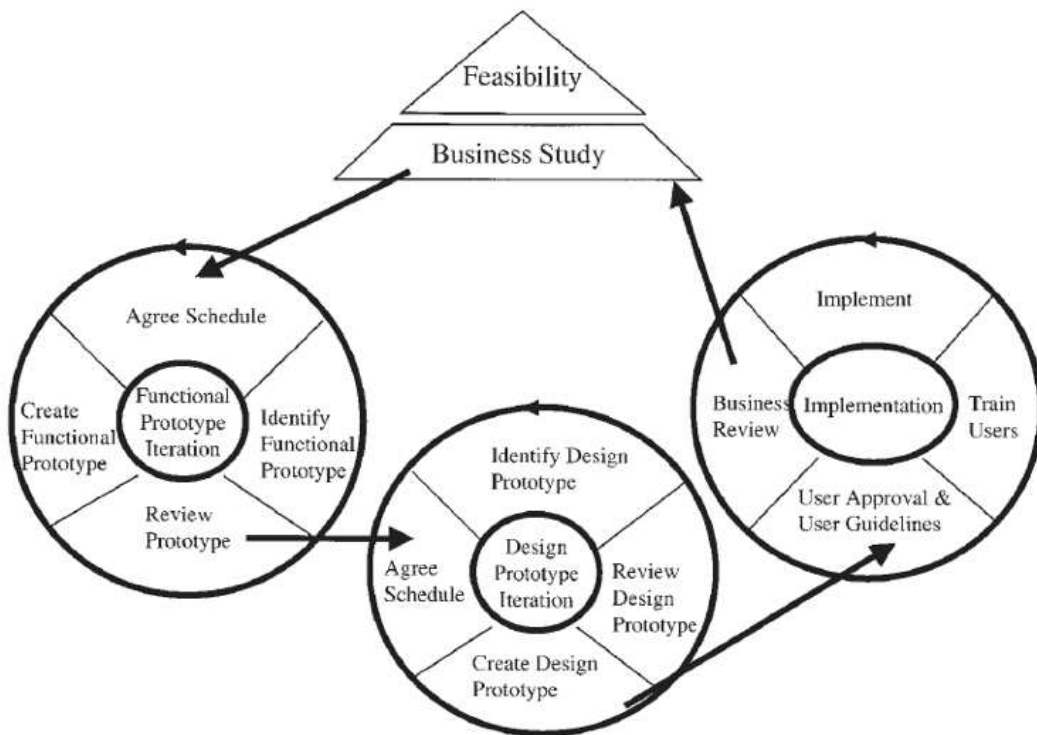 Feasibility
Business Study
Agree Schedule
Create
Functional
Prototype
Functional
Prototype
Iteration
Identify
Functional
Prototype
Review
Prototype
Identify Design
Prototype
Agree
Schedule
Design
Prototype
Iteration
Review
Design
Prototype
Create Design
Prototype
Implement
Business
Review
Implementation
Train
Users
User Approval &
User Guidelines